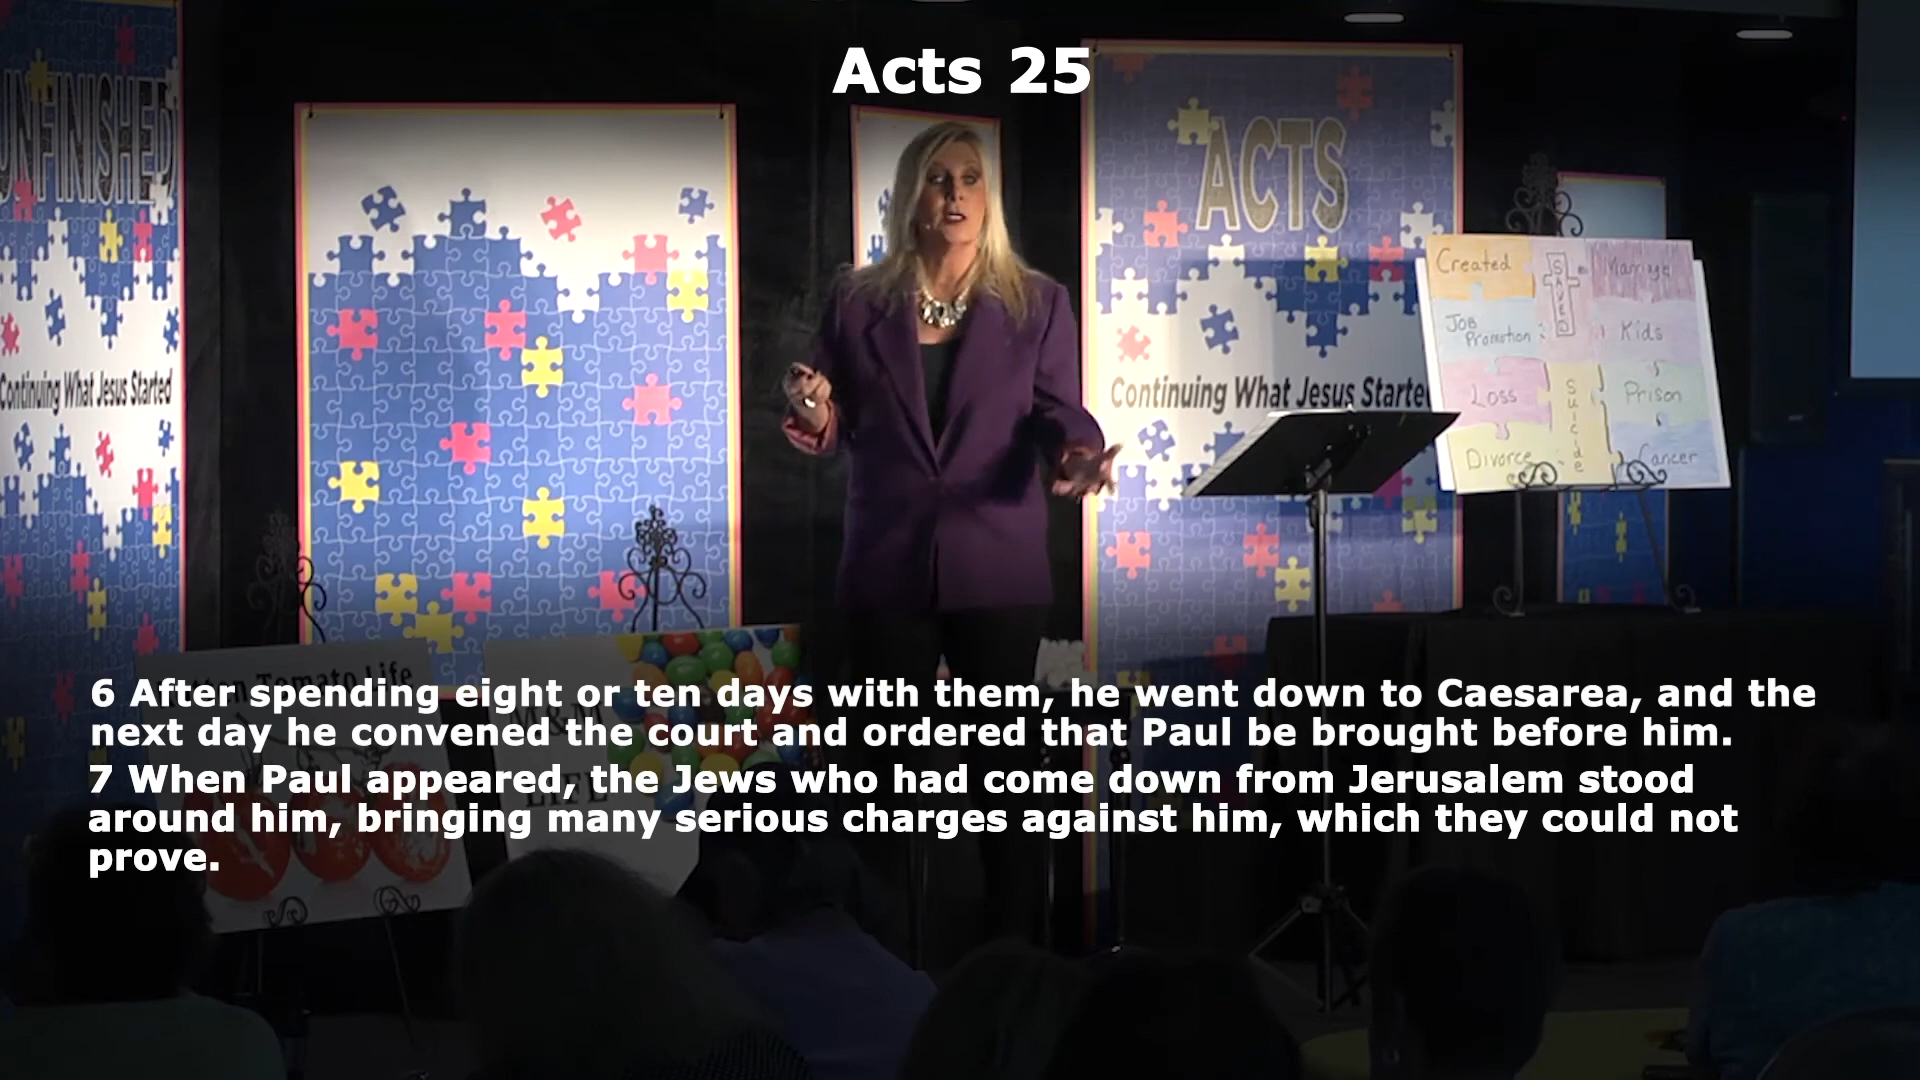 Acts 25
UNFINISHED
Continuing What Jesus Started
ACTS
Continuing What Jesus Started
Created
SAVED
Marriage
Job
Promotion
Kids
Loss
Suicide
Prison
Divorce
Cancer
Rotten Tomato Life
M&M
LIFE
6 After spending eight or ten days with them, he went down to Caesarea, and the
next day he convened the court and ordered that Paul be brought before him.
7 When Paul appeared, the Jews who had come down from Jerusalem stood
around him, bringing many serious charges against him, which they could not
prove.